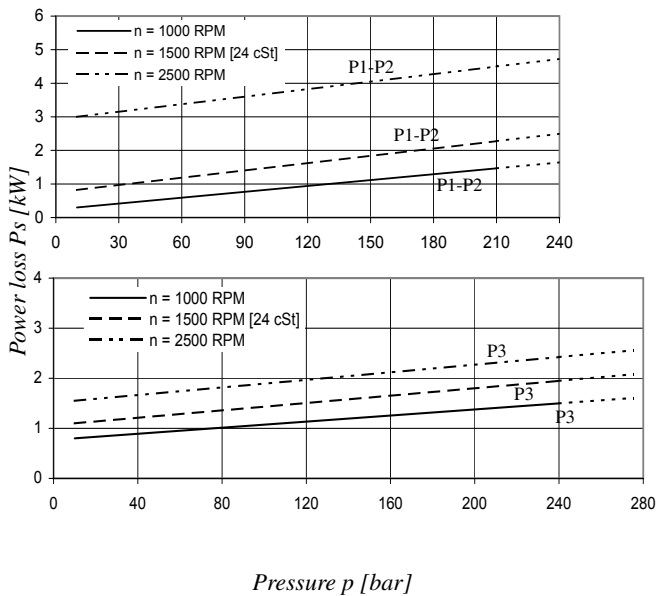 Power loss Ps [kW]
6
5
4
3
2
1
0
n = 1000 RPM
n = 1500 RPM [24 cSt]
n = 2500 RPM
P1-P2
P1-P2
P1-P2
0 30 60 90 120 150 180 210 240
4
3
2
1
0
n = 1000 RPM
n = 1500 RPM [24 cSt]
n = 2500 RPM
P3
P3
P3
0 40 80 120 160 200 240 280
Pressure p [bar]